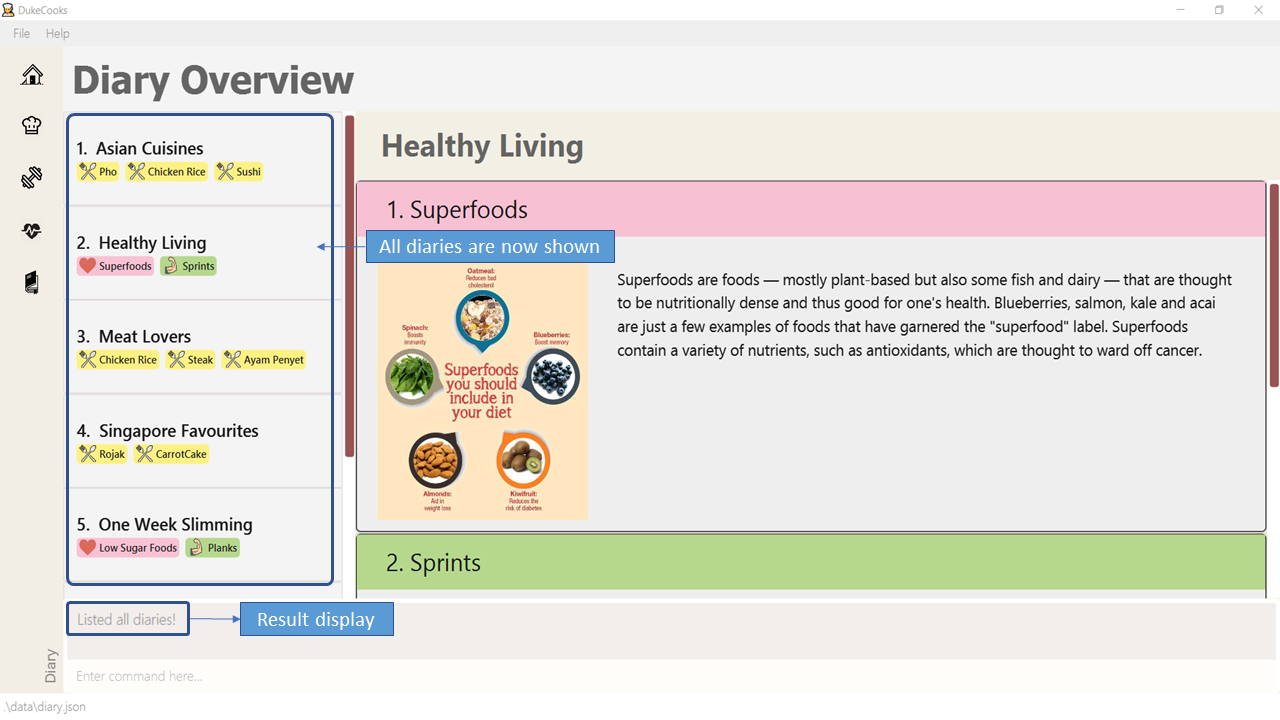 DukeCooks
File Help
Diary Overview
1. Asian Cuisines
Pho Chicken Rice Sushi
2. Healthy Living
Superfoods Sprints
3. Meat Lovers
Chicken Rice Steak Ayam Penyet
4. Singapore Favourites
Rojak CarrotCake
5. One Week Slimming
Low Sugar Foods Planks
Healthy Living
1. Superfoods
All diaries are now shown
Oatmeal:
Reduces bad
cholesterol
Spinach:
Boosts
immunity
Blueberries:
Boost memory
Superfoods
you should
include in
your diet
Almonds:
Aid in
weight loss
Kiwifruit:
Reduces the
risk of diabetes
Superfoods are foods — mostly plant-based but also some fish and dairy — that are thought
to be nutritionally dense and thus good for one's health. Blueberries, salmon, kale and acai
are just a few examples of foods that have garnered the "superfood" label. Superfoods
contain a variety of nutrients, such as antioxidants, which are thought to ward off cancer.
2. Sprints
Listed all diaries!
Result display
Diary
Enter command here...
.\data\diary.json